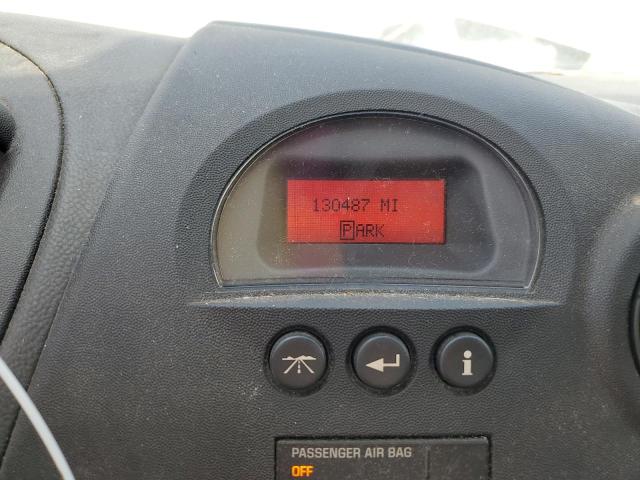 130487 MI
PARK
i
PASSENGER AIR BAG
OFF